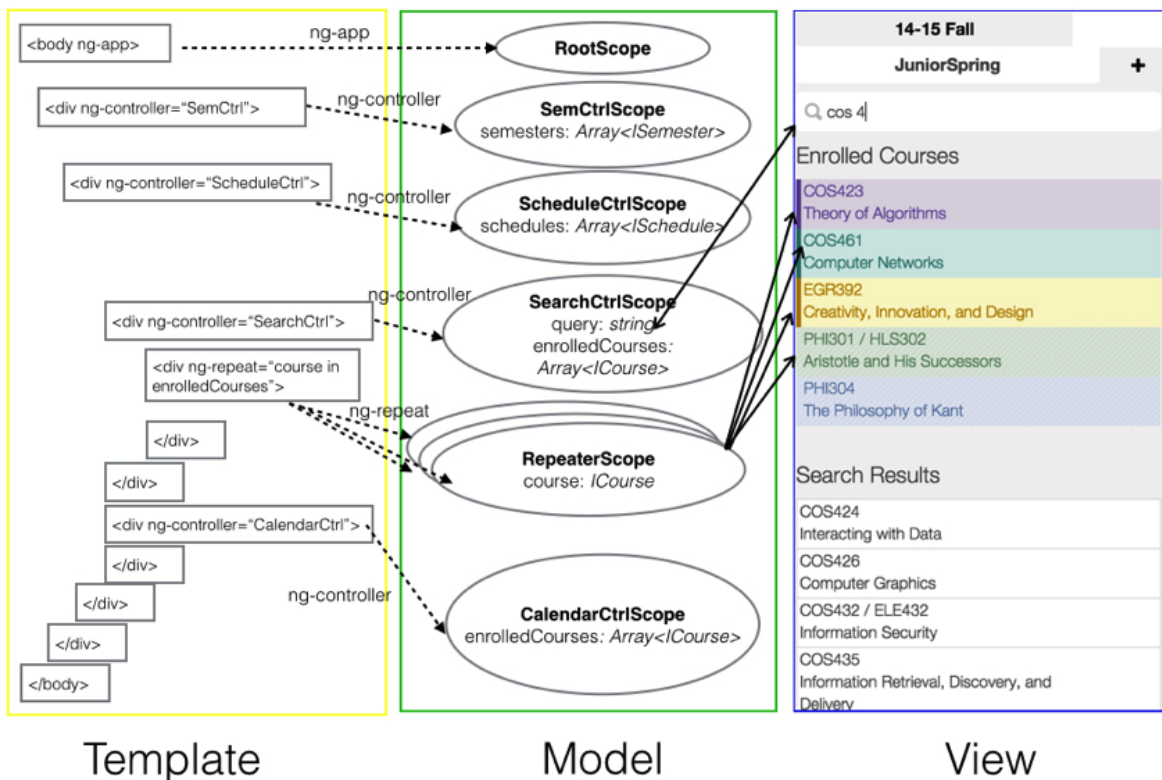 <body ng-app>
ng-app
<div ng-controller="SemCtrl">
ng-controller
<div ng-controller="ScheduleCtrl">
ng-controller
ng-controller
<div ng-controller="SearchCtrl">
<div ng-repeat="course in
enrolledCourses">
ng-repeat
</div>
</div>
<div ng-controller="CalendarCtrl">
</div>
ng-controller
</div>
</div>
</body>
Template
RootScope
SemCtrlScope
semesters: Array<ISemester>
ScheduleCtrlScope
schedules: Array<ISchedule>
SearchCtrlScope
query: string
enrolledCourses:
Array<ICourse>
RepeaterScope
course: ICourse
CalendarCtrlScope
enrolledCourses: Array<ICourse>
Model
14-15 Fall
JuniorSpring +
cos 4
Enrolled Courses
COS423
Theory of Algorithms
COS461
Computer Networks
EGR392
Creativity, Innovation, and Design
PHI301 / HLS302
Aristotle and His Successors
PHI304
The Philosophy of Kant
Search Results
COS424
Interacting with Data
COS426
Computer Graphics
COS432 / ELE432
Information Security
COS435
Information Retrieval, Discovery, and
Delivery
View